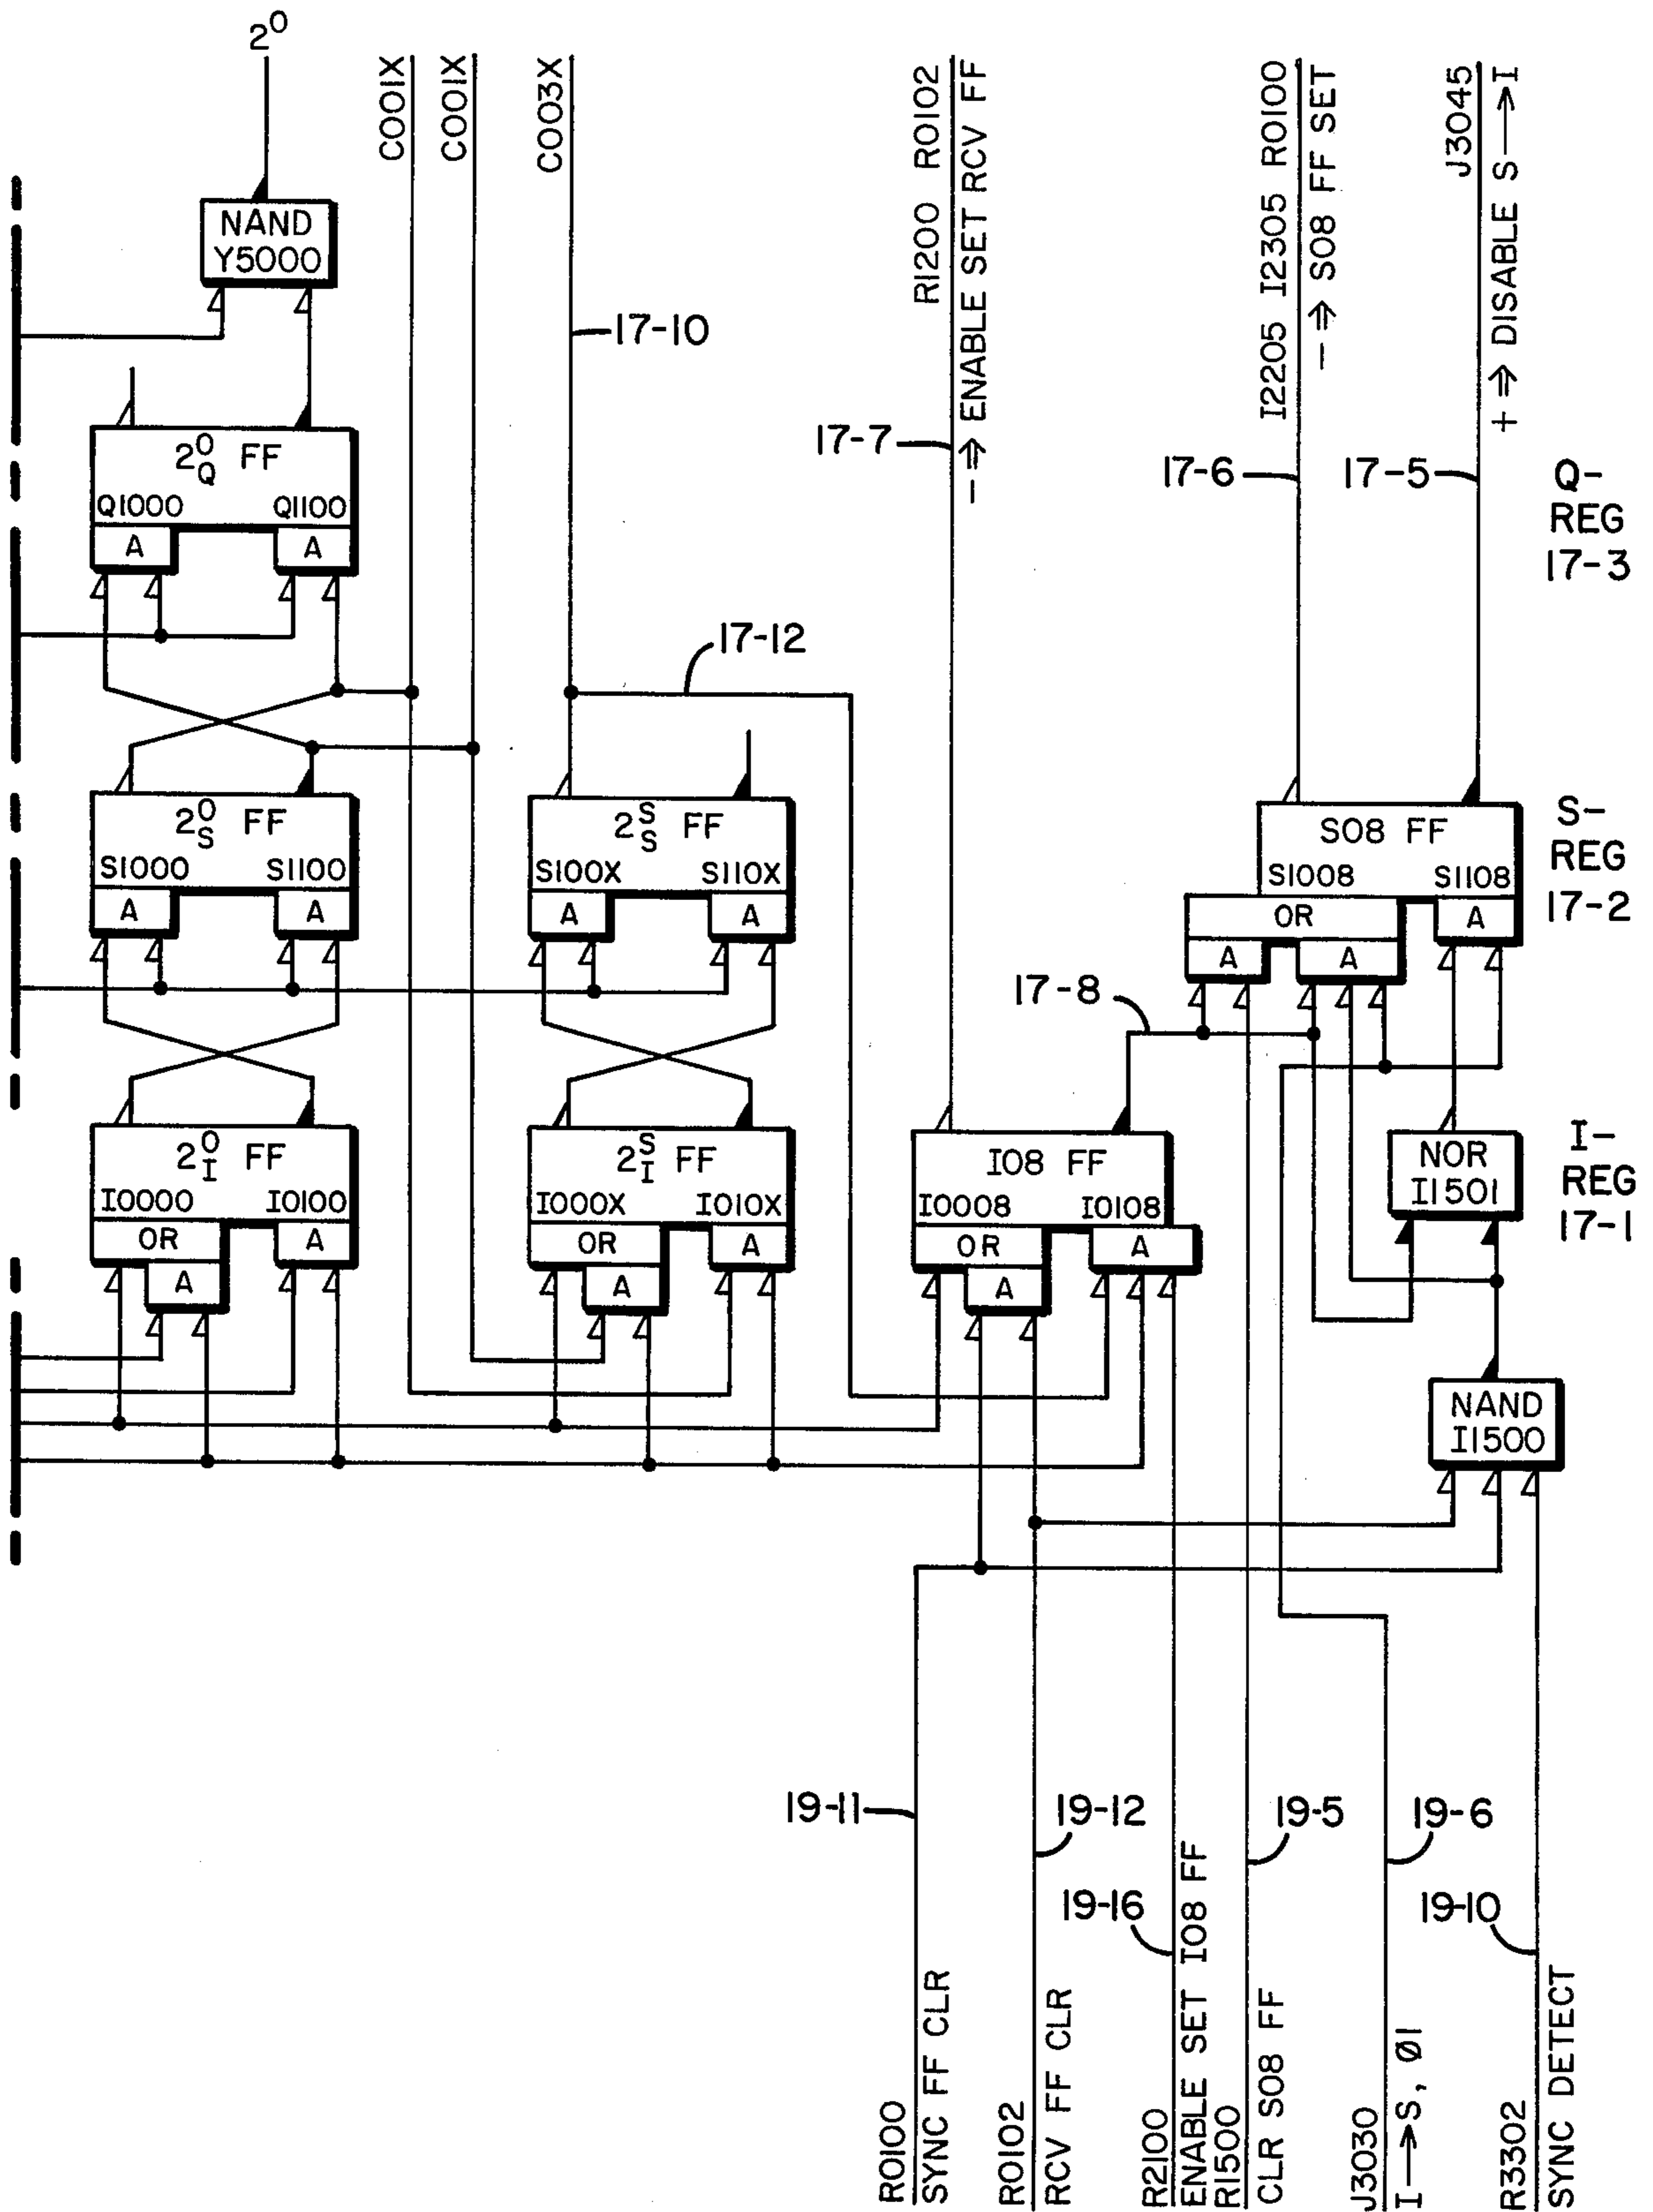 2⁰
C001X
C001X
C003X
R1200 R0102
— ⇒ ENABLE SET RCV FF
I2205 I2305 R0100
— ⇒ S08 FF SET
J3045
+ ⇒ DISABLE S→I
NAND
Y5000
17-10
17-7
17-6
17-5
Q-
REG
17-3
2⁰Q FF
Q1000 Q1100
A A
17-12
2⁰S FF
S1000 S1100
A A
2ˢS FF
S100X S110X
A A
S08 FF
S1008 S1108
OR A
A A
S-
REG
17-2
17-8
2⁰I FF
I0000 I0100
OR A
A
2ˢI FF
I000X I010X
OR A
A
I08 FF
I0008 I0108
OR A
A
NOR
I1501
I-
REG
17-1
NAND
I1500
19-11
19-12
19-16
19-5
19-6
19-10
R0100
SYNC FF CLR
R0102
RCV FF CLR
R2100
ENABLE SET I08 FF
R1500
CLR S08 FF
J3030
I→S, Ø1
R3302
SYNC DETECT